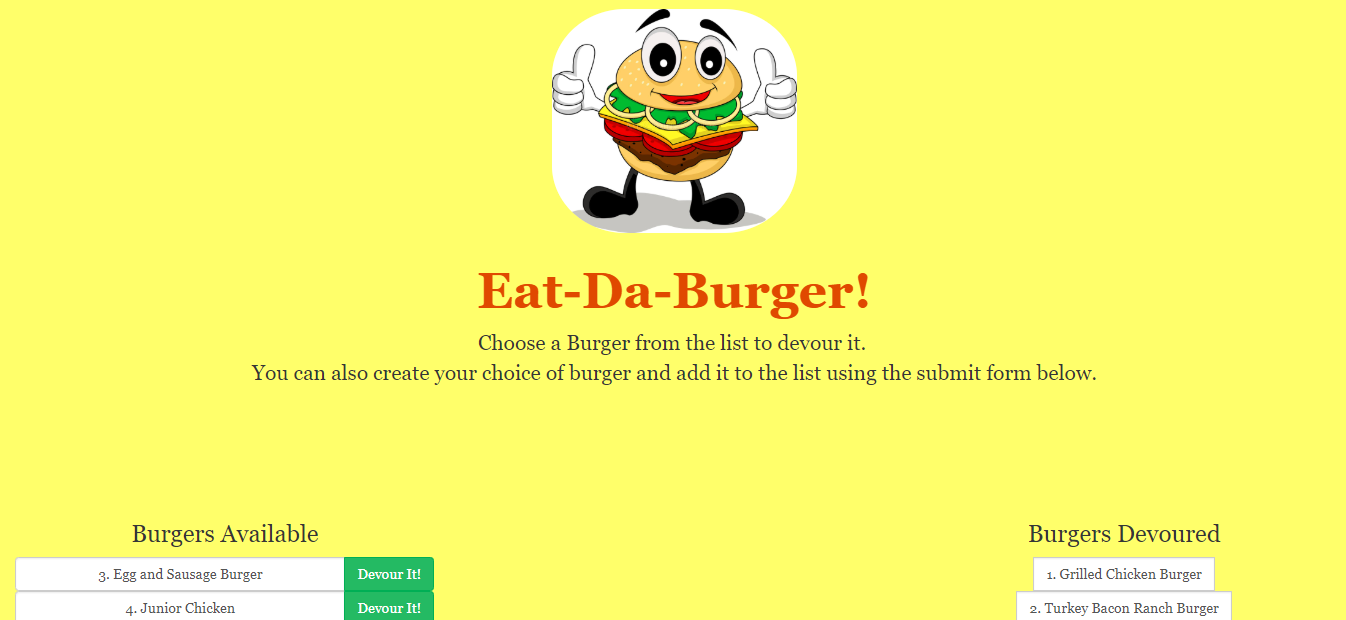 Eat-Da-Burger!
Choose a Burger from the list to devour it.
You can also create your choice of burger and add it to the list using the submit form below.
Burgers Available
3. Egg and Sausage Burger Devour It!
4. Junior Chicken Devour It!
Burgers Devoured
1. Grilled Chicken Burger
2. Turkey Bacon Ranch Burger